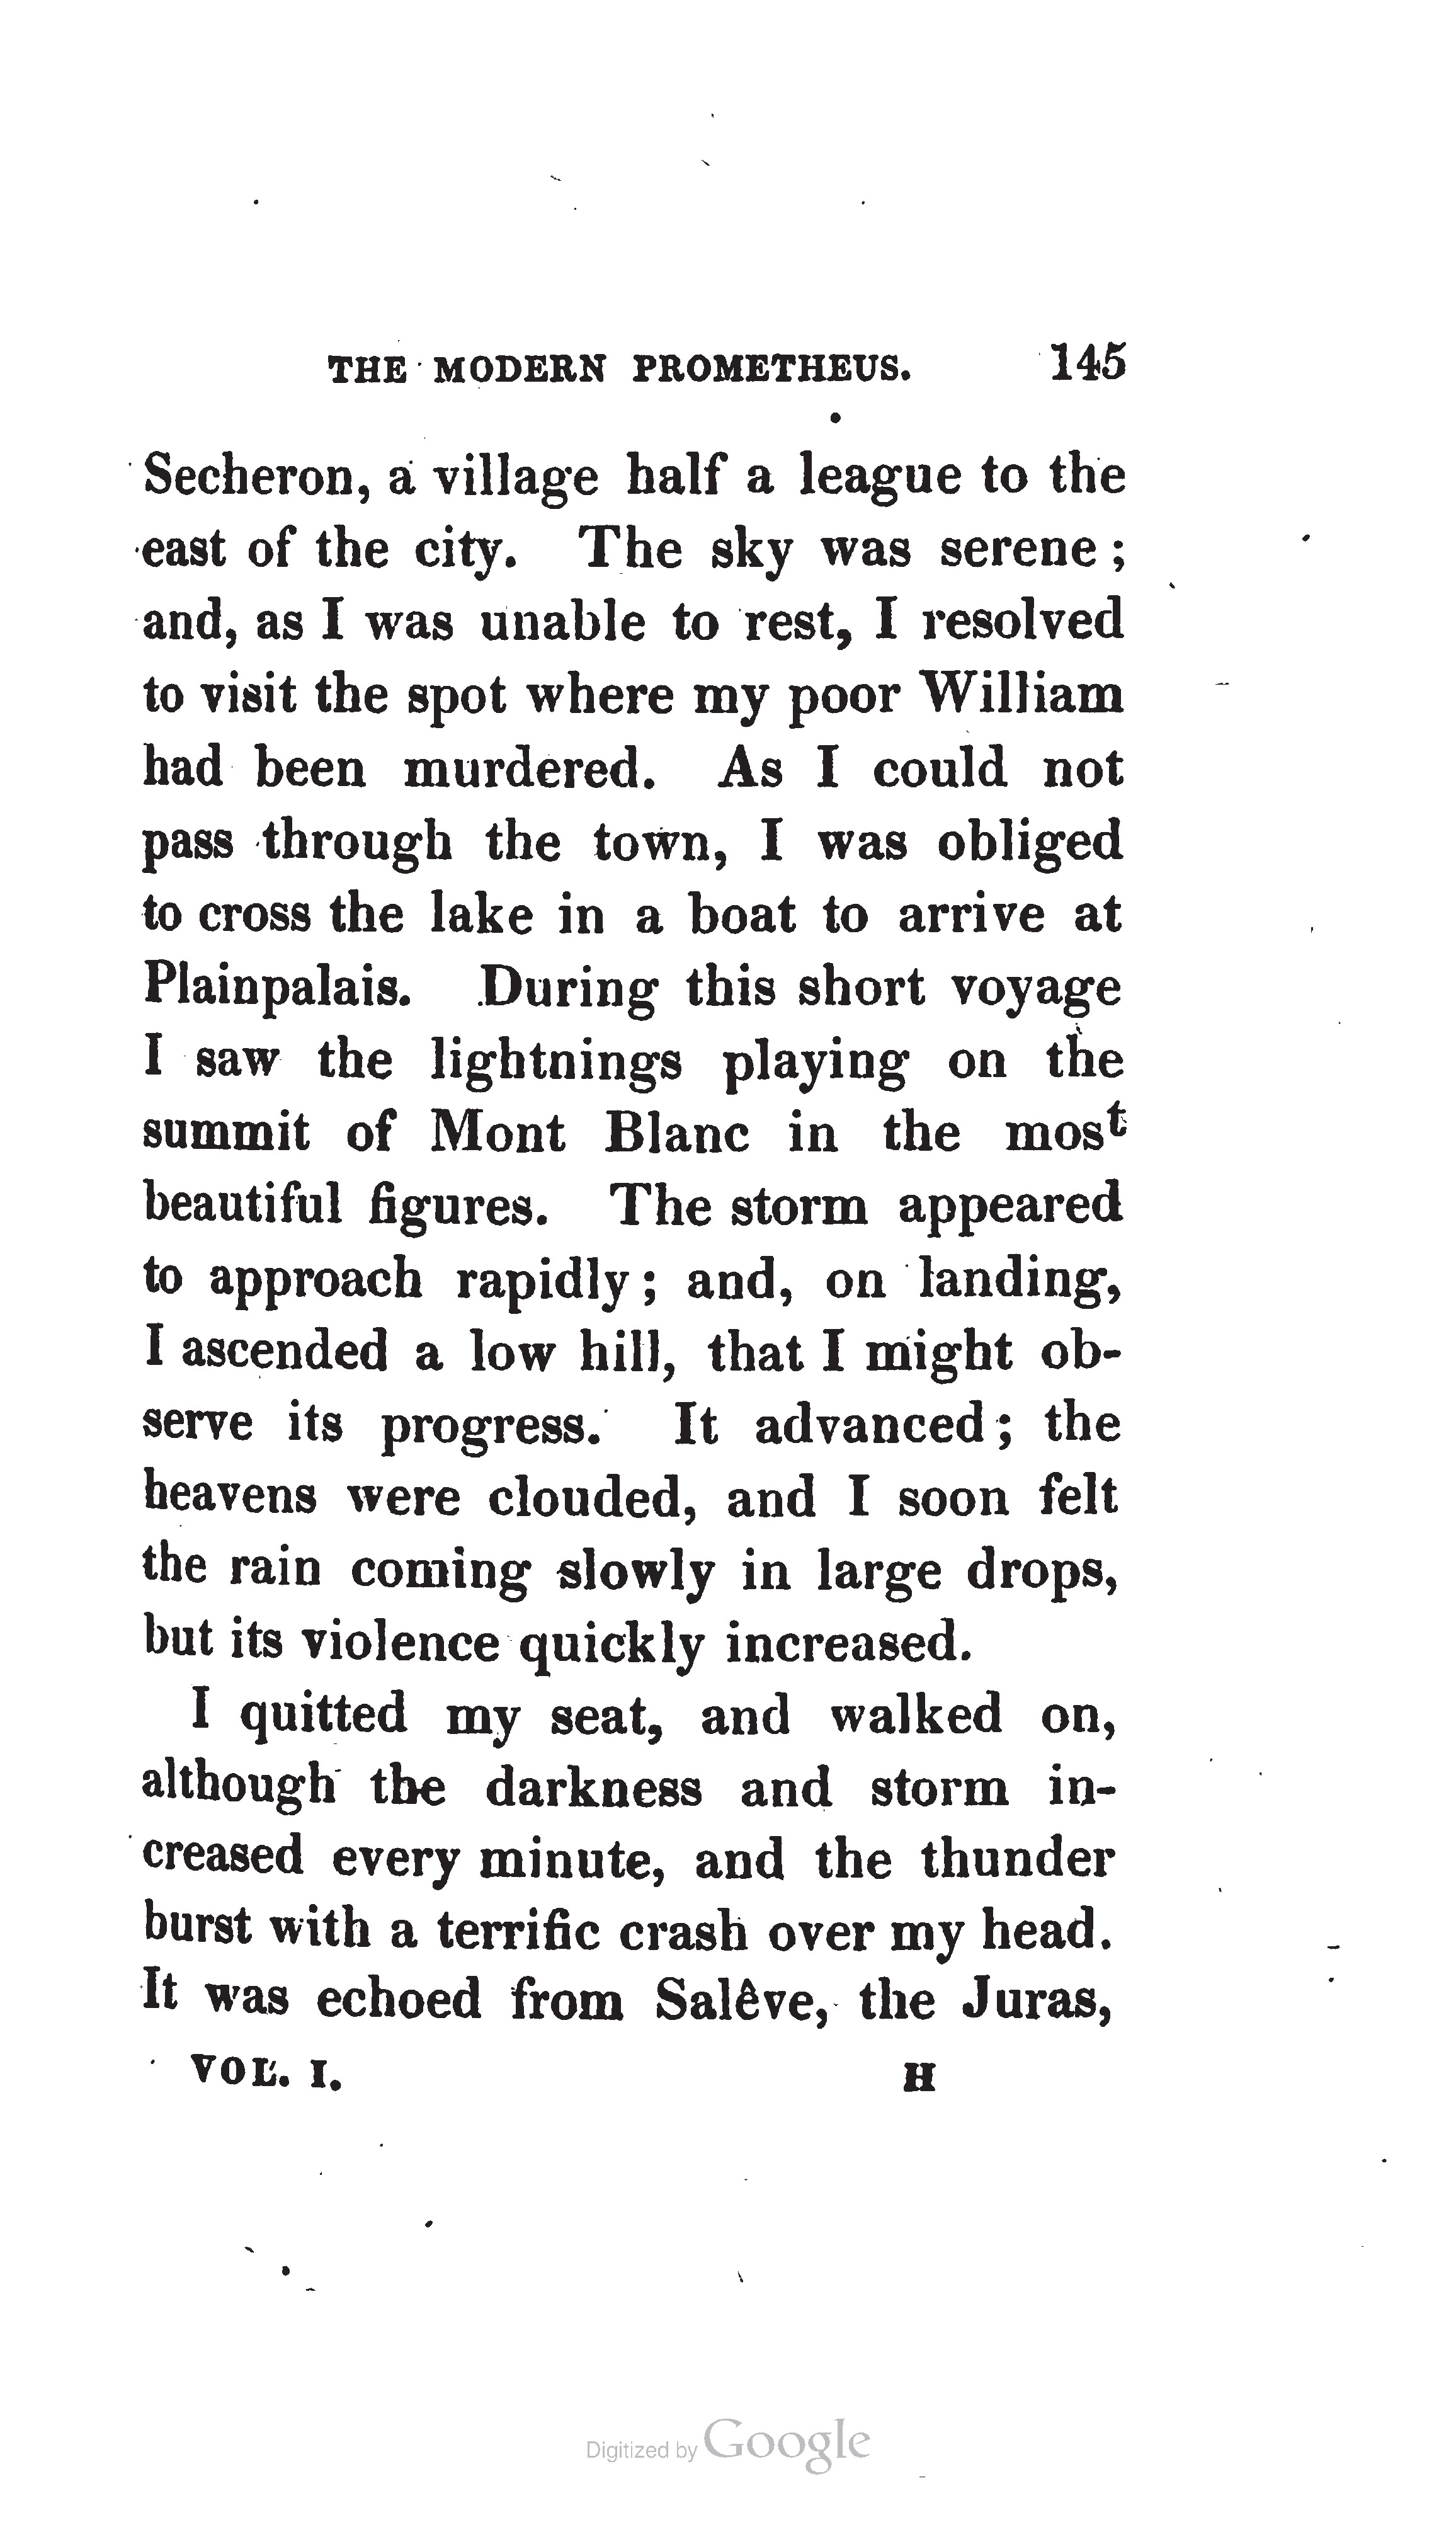 THE MODERN PROMETHEUS. 145
Secheron, a village half a league to the
east of the city. The sky was serene;
and, as I was unable to rest, I resolved
to visit the spot where my poor William
had been murdered. As I could not
pass through the town, I was obliged
to cross the lake in a boat to arrive at
Plainpalais. During this short voyage
I saw the lightnings playing on the
summit of Mont Blanc in the most
beautiful figures. The storm appeared
to approach rapidly; and, on landing,
I ascended a low hill, that I might ob-
serve its progress. It advanced; the
heavens were clouded, and I soon felt
the rain coming slowly in large drops,
but its violence quickly increased.
I quitted my seat, and walked on,
although the darkness and storm in-
creased every minute, and the thunder
burst with a terrific crash over my head.
It was echoed from Salêve, the Juras,
VOL. I. H
Digitized by Google